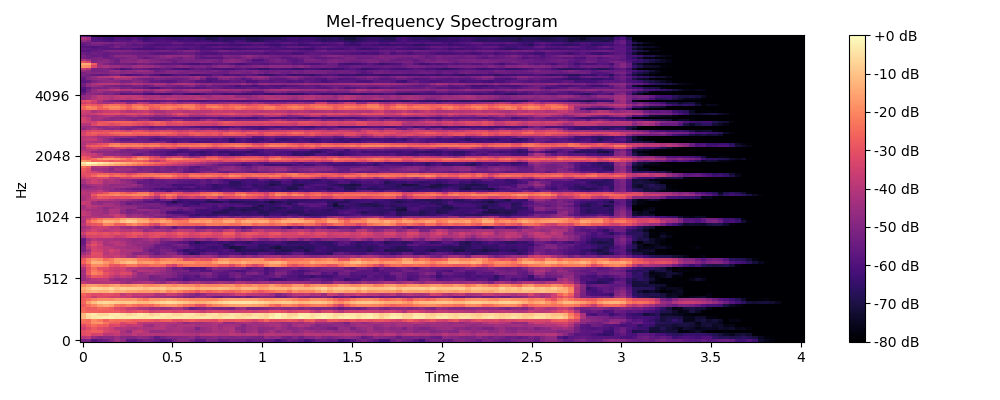 Mel-frequency Spectrogram
Hz
4096
2048
1024
512
0
0
0.5
1
1.5
2
2.5
3
3.5
4
Time
+0 dB
-10 dB
-20 dB
-30 dB
-40 dB
-50 dB
-60 dB
-70 dB
-80 dB